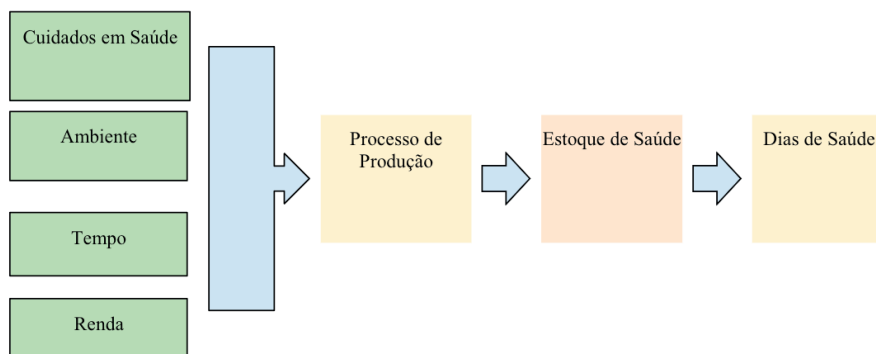 Cuidados em Saúde
Ambiente
Tempo
Renda
Processo de
Produção
Estoque de Saúde
Dias de Saúde